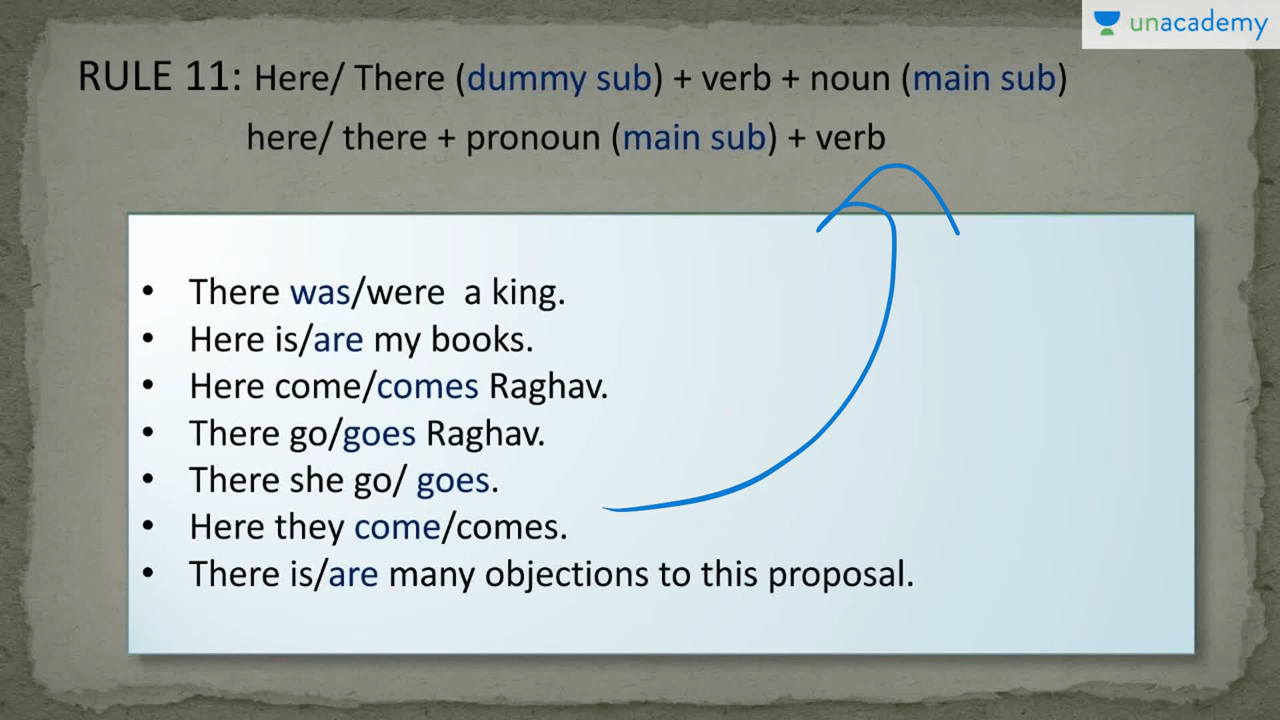 unacademy
RULE 11: Here/ There (dummy sub) + verb + noun (main sub)
here/ there + pronoun (main sub) + verb
• There was/were a king.
• Here is/are my books.
• Here come/comes Raghav.
• There go/goes Raghav.
• There she go/ goes.
• Here they come/comes.
• There is/are many objections to this proposal.